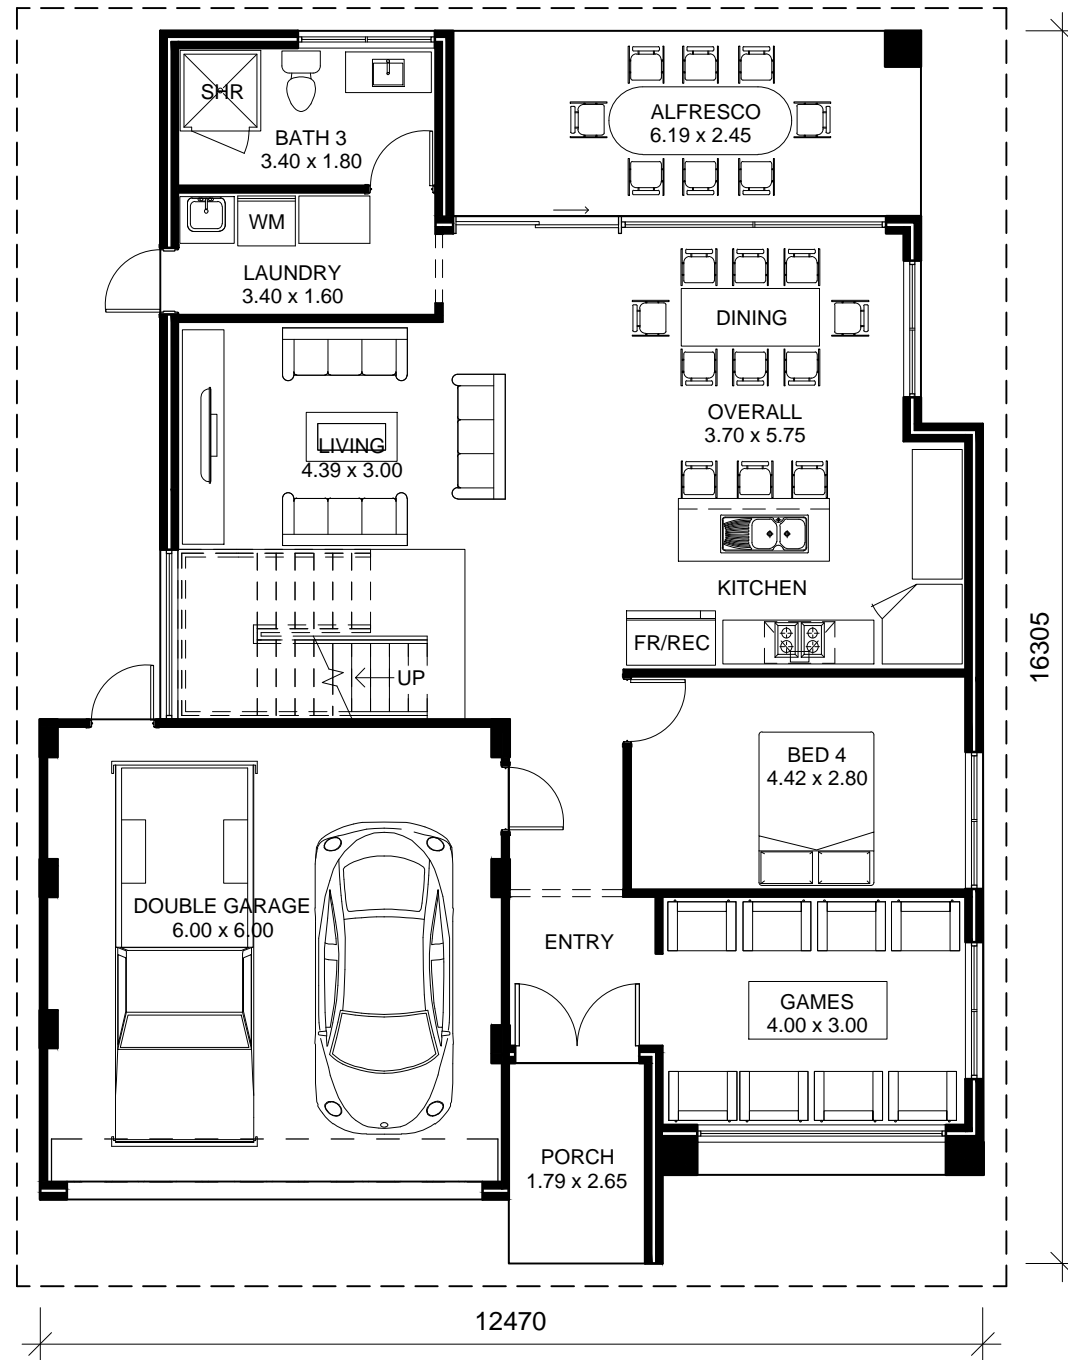 SHR
BATH 3
3.40 x 1.80
ALFRESCO
6.19 x 2.45
WM
LAUNDRY
3.40 x 1.60
DINING
OVERALL
3.70 x 5.75
LIVING
4.39 x 3.00
KITCHEN
FR/REC
UP
16305
BED 4
4.42 x 2.80
DOUBLE GARAGE
6.00 x 6.00
ENTRY
GAMES
4.00 x 3.00
PORCH
1.79 x 2.65
12470